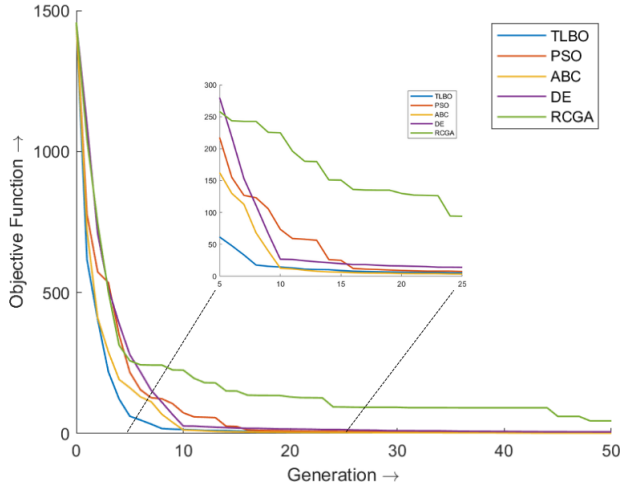 1500
1000
500
0
Objective Function →
0
10
20
30
40
50
Generation →
TLBO
PSO
ABC
DE
RCGA
300
250
200
150
100
50
0
5
10
15
20
25
TLBO
PSO
ABC
DE
RCGA